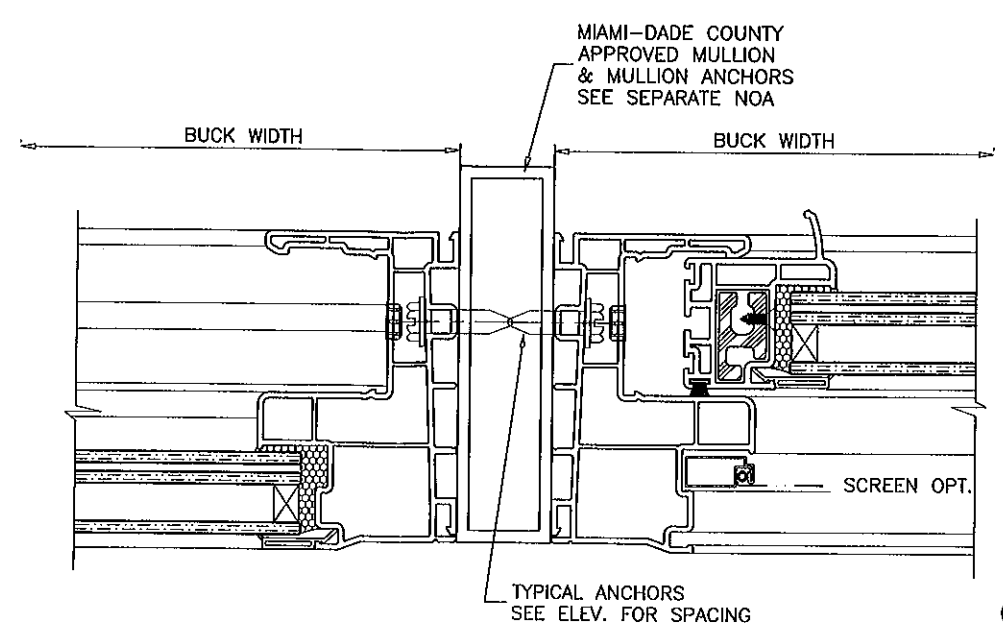 MIAMI-DADE COUNTY
APPROVED MULLION
& MULLION ANCHORS
SEE SEPARATE NOA
BUCK WIDTH
BUCK WIDTH
SCREEN OPT.
TYPICAL ANCHORS
SEE ELEV. FOR SPACING